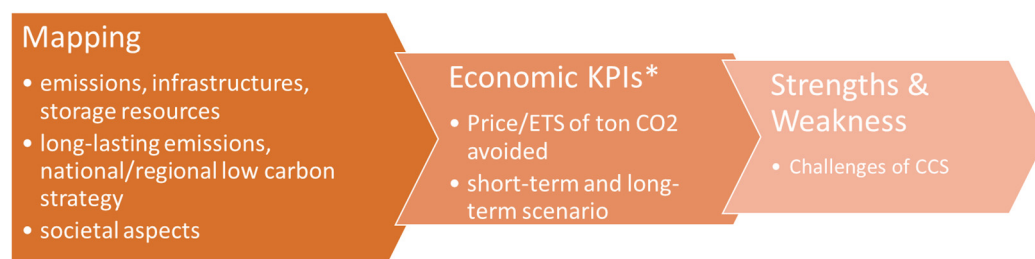 Mapping
• emissions, infrastructures,
storage resources
• long-lasting emissions,
national/regional low carbon
strategy
• societal aspects
Economic KPIs*
• Price/ETS of ton CO2
avoided
• short-term and long-
term scenario
Strengths &
Weakness
• Challenges of CCS